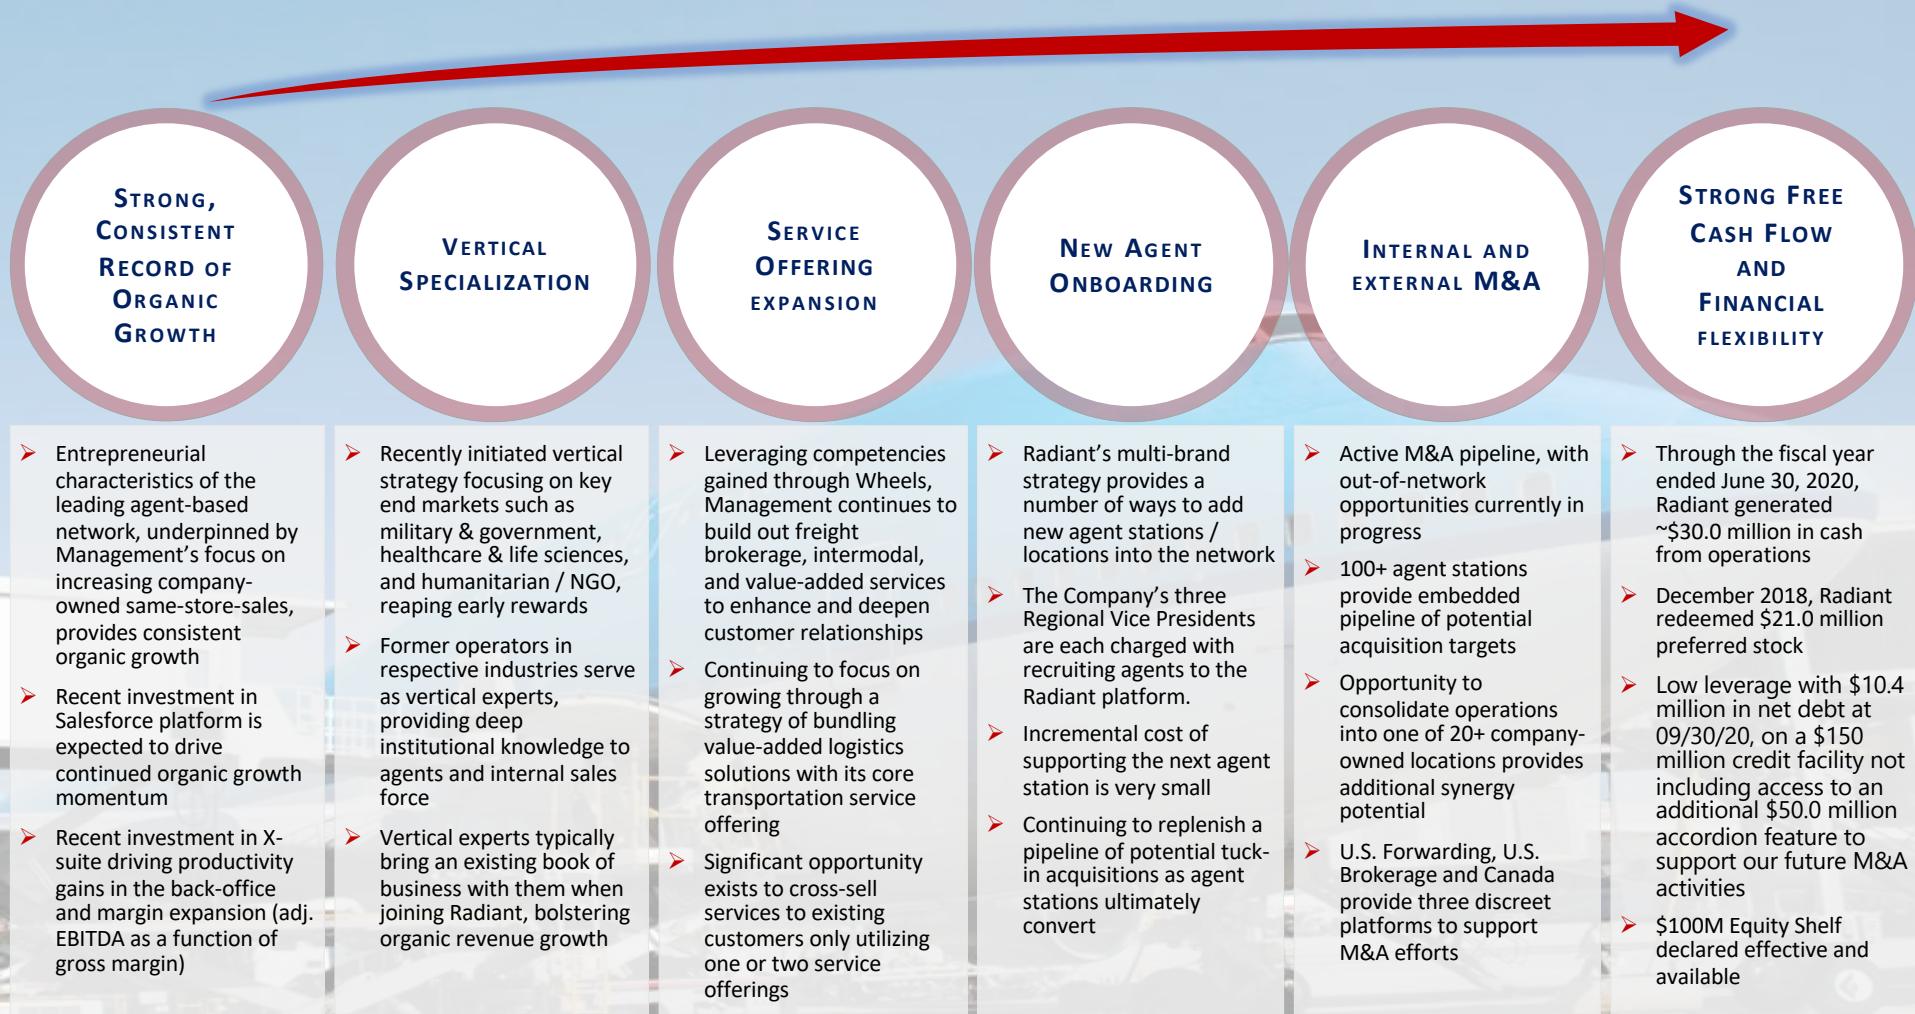 STRONG,
CONSISTENT
RECORD OF
ORGANIC
GROWTH
VERTICAL
SPECIALIZATION
SERVICE
OFFERING
EXPANSION
NEW AGENT
ONBOARDING
INTERNAL AND
EXTERNAL M&A
STRONG FREE
CASH FLOW
AND
FINANCIAL
FLEXIBILITY
➢ Entrepreneurial
characteristics of the
leading agent-based
network, underpinned by
Management’s focus on
increasing company-
owned same-store-sales,
provides consistent
organic growth
➢ Recent investment in
Salesforce platform is
expected to drive
continued organic growth
momentum
➢ Recent investment in X-
suite driving productivity
gains in the back-office
and margin expansion (adj.
EBITDA as a function of
gross margin)
➢ Recently initiated vertical
strategy focusing on key
end markets such as
military & government,
healthcare & life sciences,
and humanitarian / NGO,
reaping early rewards
➢ Former operators in
respective industries serve
as vertical experts,
providing deep
institutional knowledge to
agents and internal sales
force
➢ Vertical experts typically
bring an existing book of
business with them when
joining Radiant, bolstering
organic revenue growth
➢ Leveraging competencies
gained through Wheels,
Management continues to
build out freight
brokerage, intermodal,
and value-added services
to enhance and deepen
customer relationships
➢ Continuing to focus on
growing through a
strategy of bundling
value-added logistics
solutions with its core
transportation service
offering
➢ Significant opportunity
exists to cross-sell
services to existing
customers only utilizing
one or two service
offerings
➢ Radiant’s multi-brand
strategy provides a
number of ways to add
new agent stations /
locations into the network
➢ The Company’s three
Regional Vice Presidents
are each charged with
recruiting agents to the
Radiant platform.
➢ Incremental cost of
supporting the next agent
station is very small
➢ Continuing to replenish a
pipeline of potential tuck-
in acquisitions as agent
stations ultimately
convert
➢ Active M&A pipeline, with
out-of-network
opportunities currently in
progress
➢ 100+ agent stations
provide embedded
pipeline of potential
acquisition targets
➢ Opportunity to
consolidate operations
into one of 20+ company-
owned locations provides
additional synergy
potential
➢ U.S. Forwarding, U.S.
Brokerage and Canada
provide three discreet
platforms to support
M&A efforts
➢ Through the fiscal year
ended June 30, 2020,
Radiant generated
~$30.0 million in cash
from operations
➢ December 2018, Radiant
redeemed $21.0 million
preferred stock
➢ Low leverage with $10.4
million in net debt at
09/30/20, on a $150
million credit facility not
including access to an
additional $50.0 million
accordion feature to
support our future M&A
activities
➢ $100M Equity Shelf
declared effective and
available